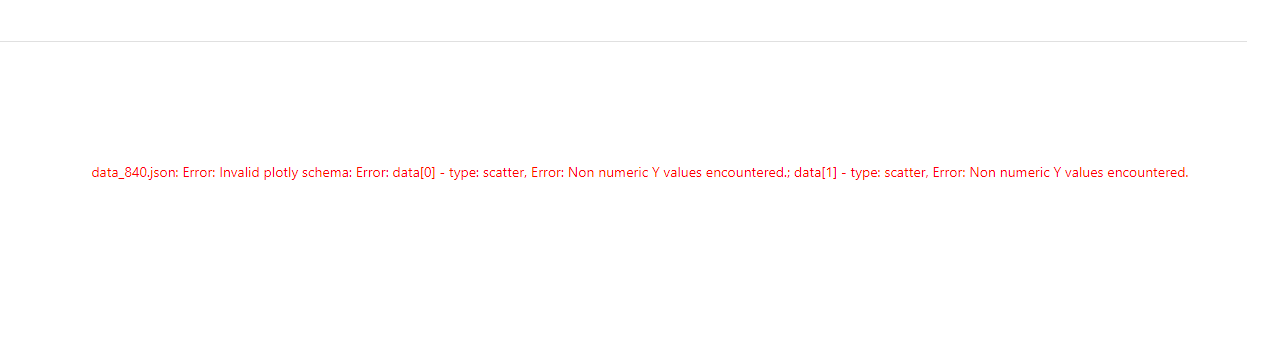 data_840.json: Error: Invalid plotly schema: Error: data[0] - type: scatter, Error: Non numeric Y values encountered.; data[1] - type: scatter, Error: Non numeric Y values encountered.